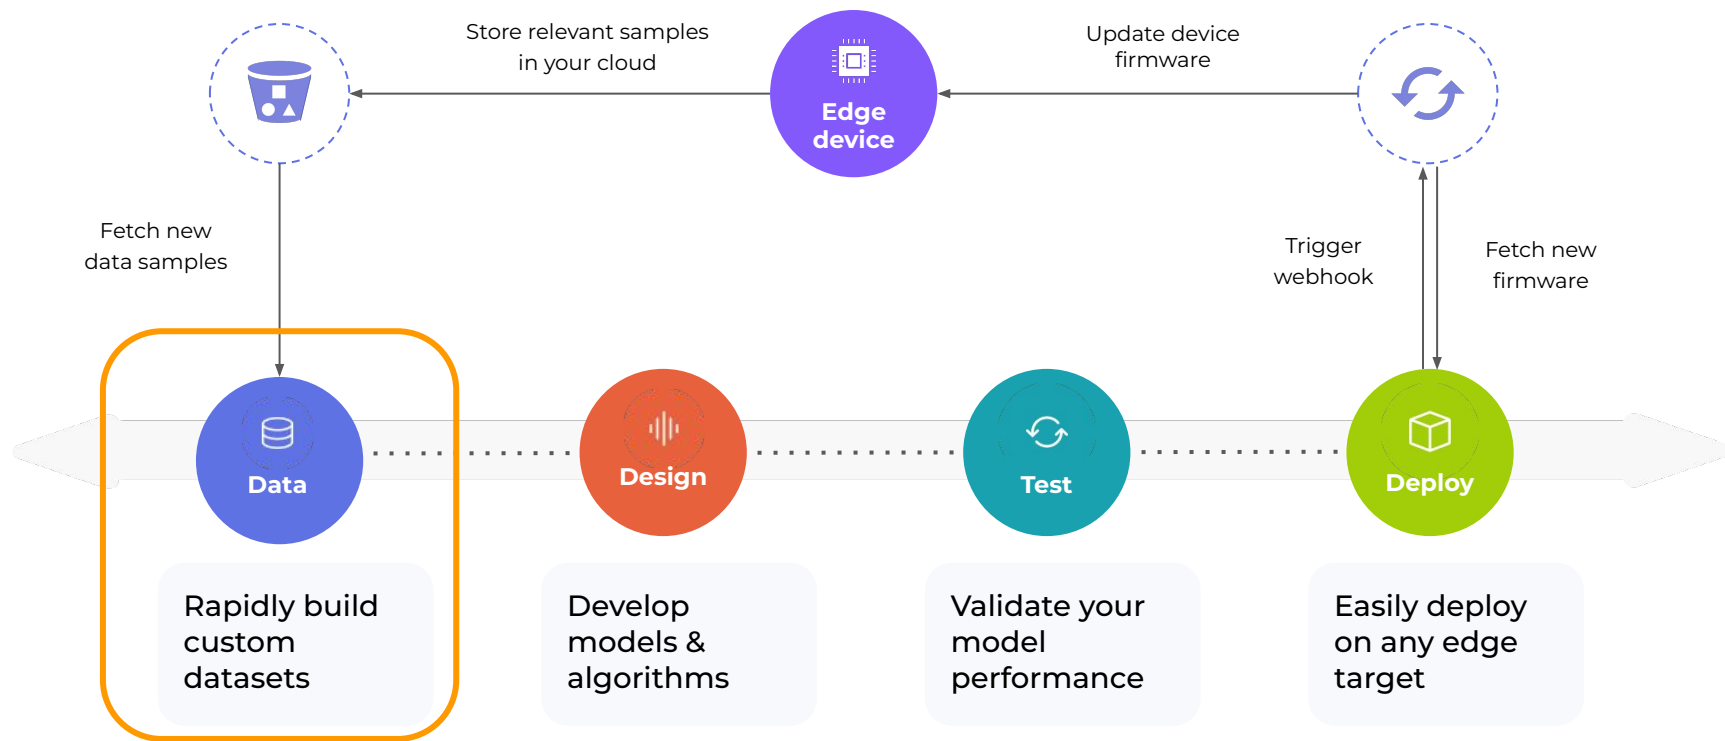 Store relevant samples
in your cloud
Edge
device
Update device
firmware
Fetch new
data samples
Trigger
webhook
Fetch new
firmware
Data
Design
Test
Deploy
Rapidly build
custom
datasets
Develop
models &
algorithms
Validate your
model
performance
Easily deploy
on any edge
target